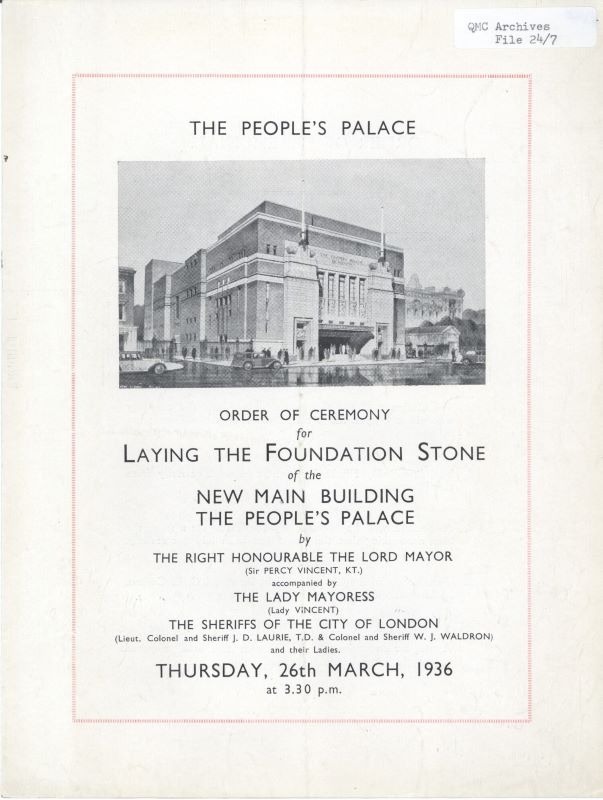 QMC Archives
File 24/7
THE PEOPLE'S PALACE
ORDER OF CEREMONY
for
LAYING THE FOUNDATION STONE
of the
NEW MAIN BUILDING
THE PEOPLE'S PALACE
by
THE RIGHT HONOURABLE THE LORD MAYOR
(Sir PERCY VINCENT, KT.)
accompanied by
THE LADY MAYORESS
(Lady VINCENT)
THE SHERIFFS OF THE CITY OF LONDON
(Lieut. Colonel and Sheriff J. D. LAURIE, T.D. & Colonel and Sheriff W. J. WALDRON)
and their Ladies.
THURSDAY, 26th MARCH, 1936
at 3.30 p.m.